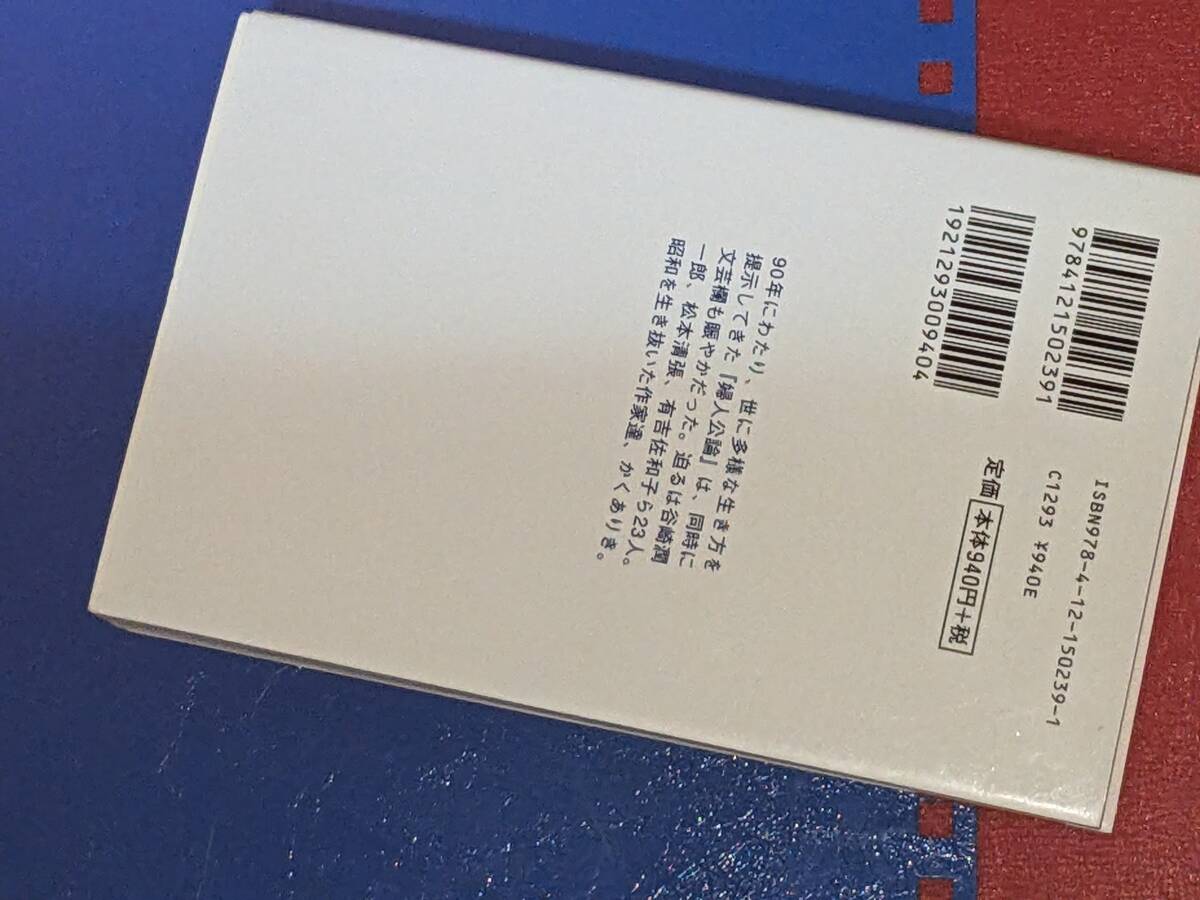 9784121502391
1921293009404
ISBN978-4-12-150239-1
C1293 ¥940E
定価 本体940円+税
90年にわたり、世に多様な生き方を
提示してきた『婦人公論』は、同時に
文芸欄も賑やかだった。迫るは谷崎潤
一郎、松本清張、有吉佐和子ら23人。
昭和を生き抜いた作家達、かくありき。